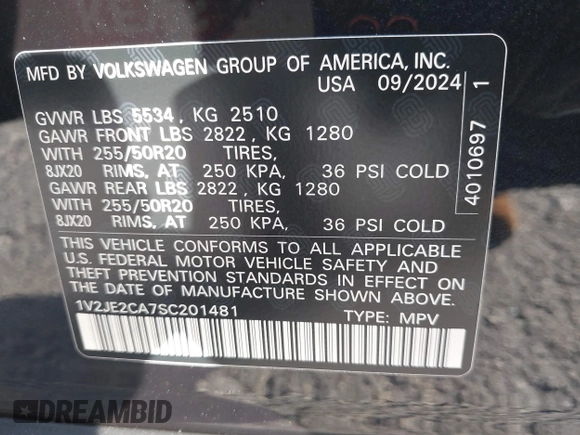 MFD BY VOLKSWAGEN GROUP OF AMERICA, INC.
USA 09/2024
GVWR LBS 5534, KG 2510
GAWR FRONT LBS 2822, KG 1280
WITH 255/50R20 TIRES,
8JX20 RIMS, AT 250 KPA, 36 PSI COLD
GAWR REAR LBS 2822, KG 1280
WITH 255/50R20 TIRES,
8JX20 RIMS, AT 250 KPA, 36 PSI COLD
THIS VEHICLE CONFORMS TO ALL APPLICABLE
U.S. FEDERAL MOTOR VEHICLE SAFETY AND
THEFT PREVENTION STANDARDS IN EFFECT ON
THE DATE OF MANUFACTURE SHOWN ABOVE.
1V2JE2CA7SC201481 TYPE: MPV
4010697 1
DREAMBID